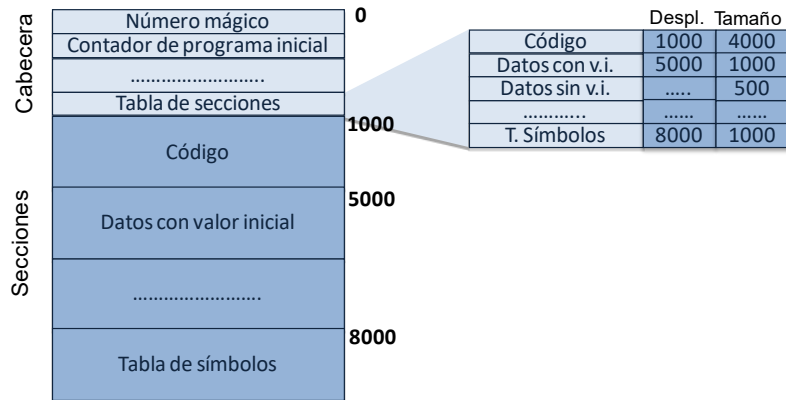 Cabecera
Número mágico
Contador de programa inicial
..........................
Tabla de secciones
0
1000
Secciones
Código
5000
Datos con valor inicial
..........................
8000
Tabla de símbolos
Despl. Tamaño
Código 1000 4000
Datos con v.i. 5000 1000
Datos sin v.i. ..... 500
............ ...... ......
T. Símbolos 8000 1000